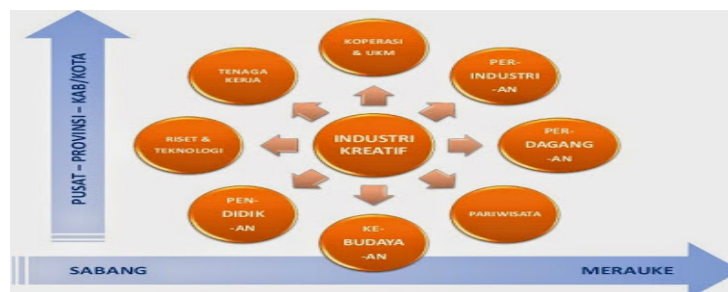 PUSAT – PROVINSI – KAB/KOTA
KOPERASI
& UKM
TENAGA
KERJA
PER-
INDUSTRI
-AN
RISET &
TEKNOLOGI
INDUSTRI
KREATIF
PER-
DAGANG
-AN
PEN-
DIDIK
-AN
PARIWISATA
KE-
BUDAYA
-AN
SABANG
MERAUKE